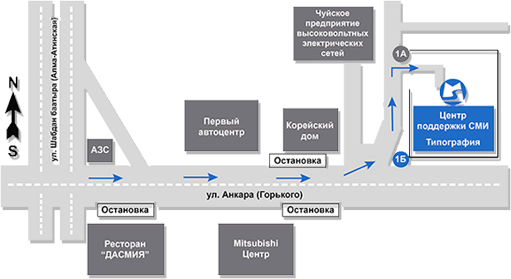 Чуйское
предприятие
высоковольтных
электрических
сетей
1А
N
S
ул. Шабдан баатыра (Алма-Атинская)
Центр
поддержки СМИ
Типография
1Б
АЗС
Первый
автоцентр
Корейский
дом
Остановка
ул. Анкара (Горького)
Остановка
Остановка
Ресторан
"ДАСМИЯ"
Mitsubishi
Центр